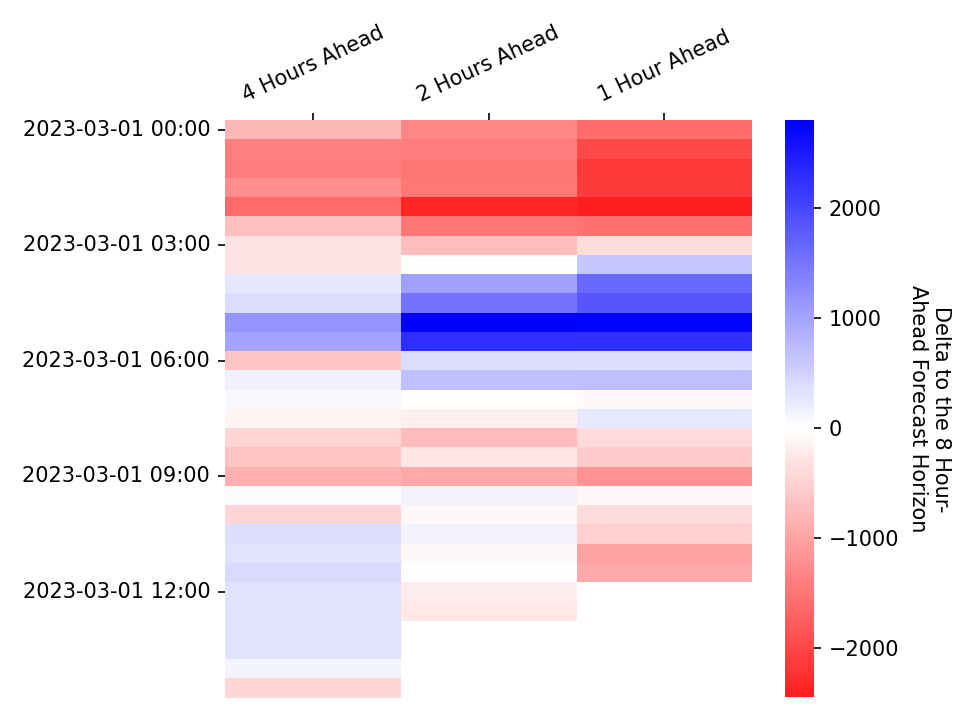 4 Hours Ahead
2 Hours Ahead
1 Hour Ahead
2023-03-01 00:00
2023-03-01 03:00
2023-03-01 06:00
2023-03-01 09:00
2023-03-01 12:00
2000
1000
0
−1000
−2000
Delta to the 8 Hour-
Ahead Forecast Horizon